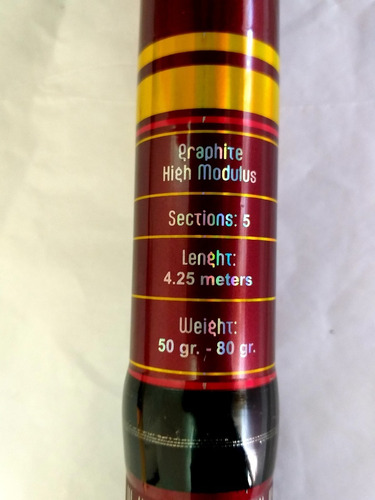 Graphite
High Modulus
Sections: 5
Lenght:
4.25 meters
Weight:
50 gr. - 80 gr.